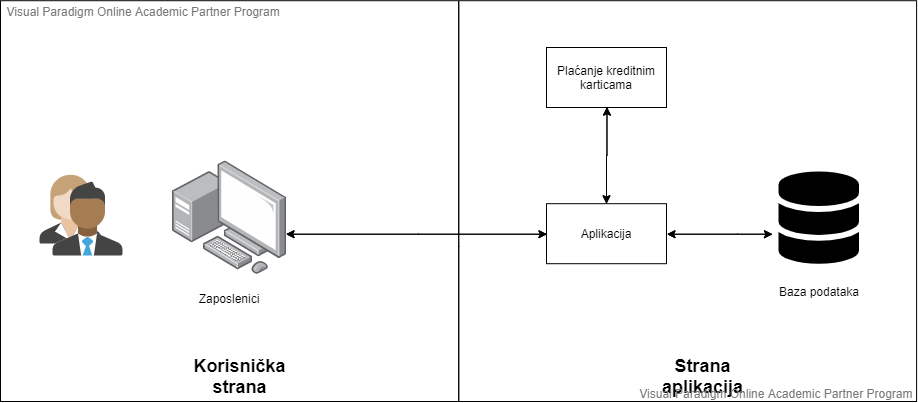 Visual Paradigm Online Academic Partner Program
Plaćanje kreditnim
karticama
Aplikacija
Zaposlenici
Baza podataka
Korisnička
strana
Strana
aplikacija
Visual Paradigm Online Academic Partner Program